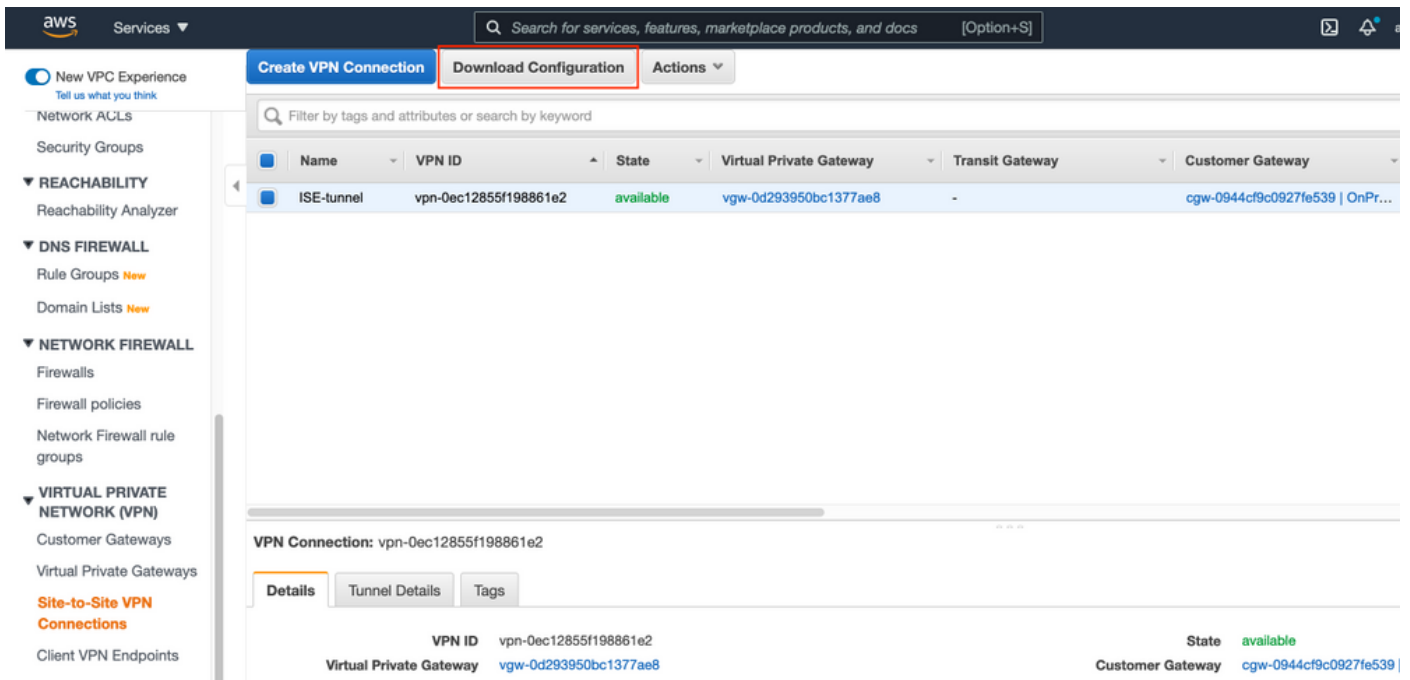 aws Services ▼ Search for services, features, marketplace products, and docs [Option+S]
New VPC Experience
Tell us what you think
Create VPN Connection Download Configuration Actions
Network ACLs
Security Groups
REACHABILITY
Reachability Analyzer
DNS FIREWALL
Rule Groups New
Domain Lists New
NETWORK FIREWALL
Firewalls
Firewall policies
Network Firewall rule
groups
VIRTUAL PRIVATE
NETWORK (VPN)
Customer Gateways
Virtual Private Gateways
Site-to-Site VPN
Connections
Client VPN Endpoints
Filter by tags and attributes or search by keyword
Name VPN ID State Virtual Private Gateway Transit Gateway Customer Gateway
ISE-tunnel vpn-0ec12855f198861e2 available vgw-0d293950bc1377ae8 - cgw-0944cf9c0927fe539 | OnPr...
VPN Connection: vpn-0ec12855f198861e2
Details Tunnel Details Tags
VPN ID vpn-0ec12855f198861e2 State available
Virtual Private Gateway vgw-0d293950bc1377ae8 Customer Gateway cgw-0944cf9c0927fe539 |